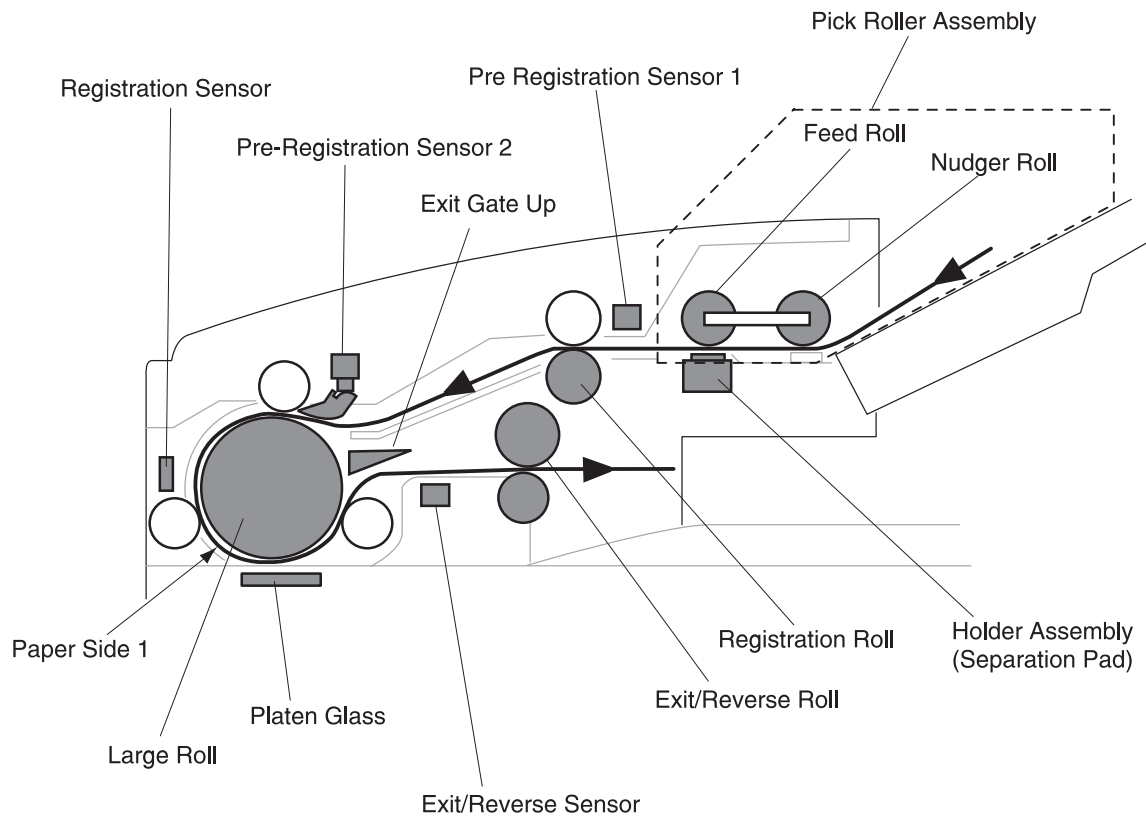 Pick Roller Assembly
Pre Registration Sensor 1
Feed Roll
Registration Sensor
Pre-Registration Sensor 2
Nudger Roll
Exit Gate Up
Paper Side 1
Registration Roll
Holder Assembly
(Separation Pad)
Exit/Reverse Roll
Platen Glass
Large Roll
Exit/Reverse Sensor